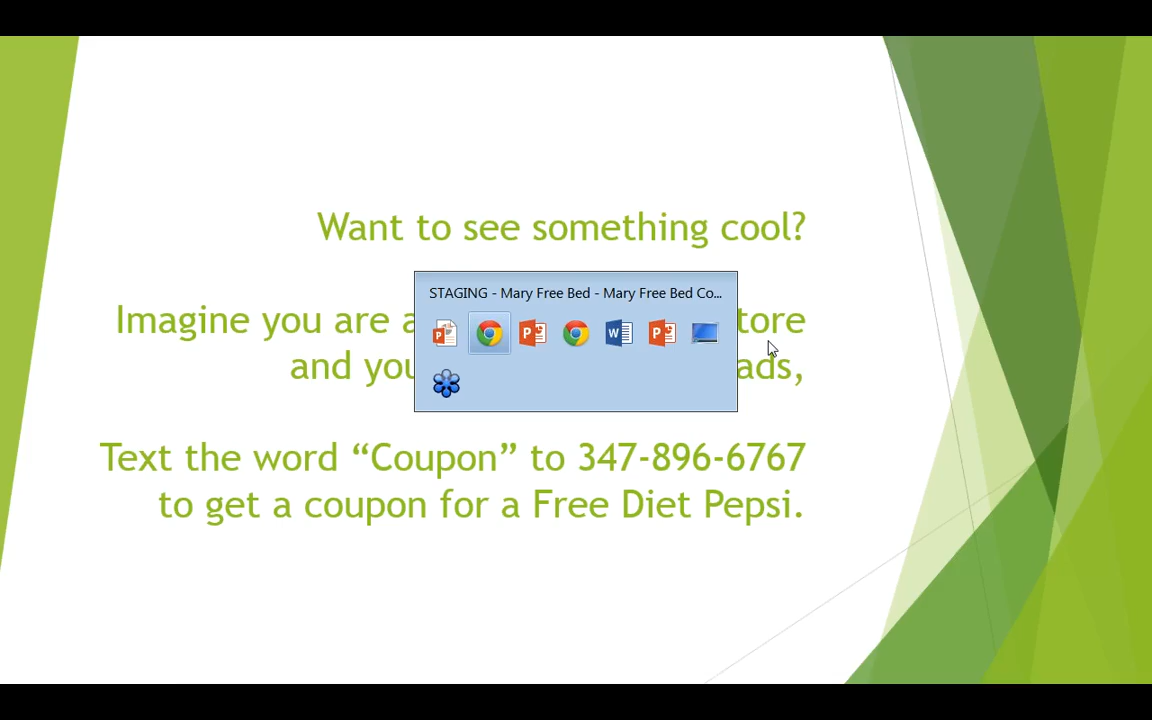 Want to see something cool?
STAGING - Mary Free Bed - Mary Free Bed Co...
Imagine you are a
tore
and you
ads,
Text the word “Coupon” to 347-896-6767
to get a coupon for a Free Diet Pepsi.